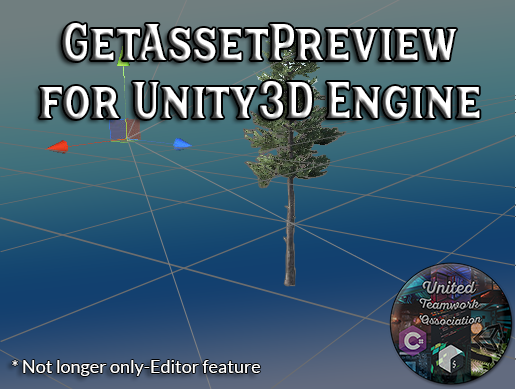 GetAssetPreview
for Unity3D Engine
United
Teamwork
Association
C#
* Not longer only-Editor feature